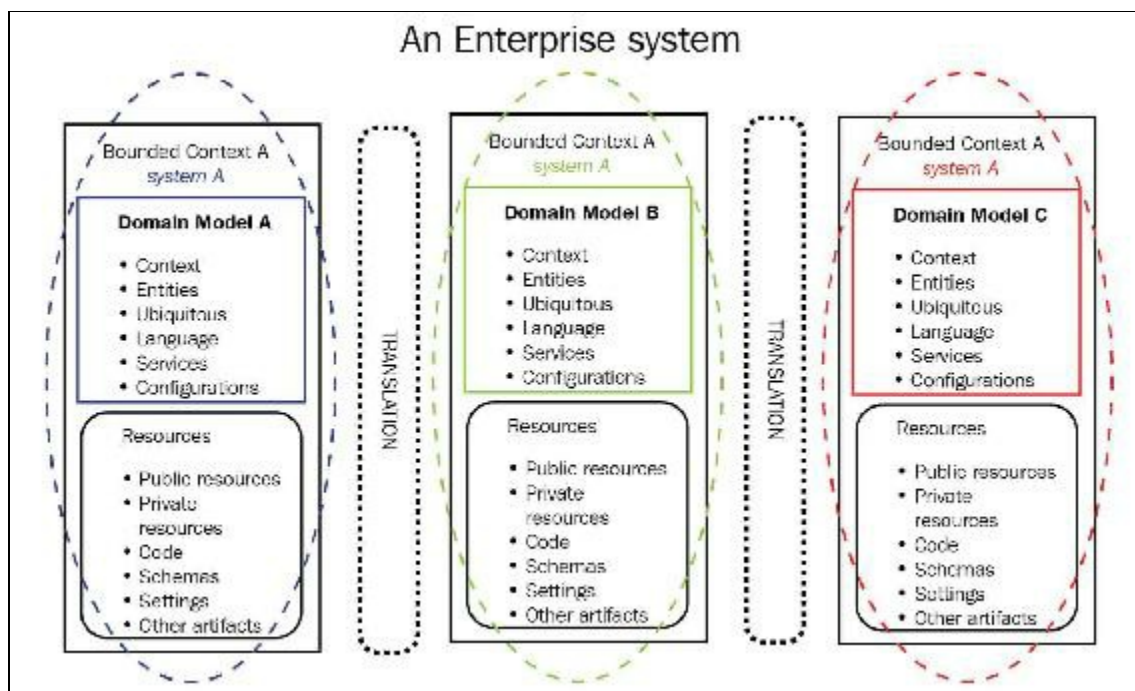 An Enterprise system
Bounded Context A
system A
Domain Model A
• Context
• Entities
• Ubiquitous
• Language
• Services
• Configurations
Resources
• Public resources
• Private
resources
• Code
• Schemas
• Settings
• Other artifacts
TRANSLATION
Bounded Context A
system A
Domain Model B
• Context
• Entities
• Ubiquitous
• Language
• Services
• Configurations
Resources
• Public resources
• Private
resources
• Code
• Schemas
• Settings
• Other artifacts
TRANSLATION
Bounded Context A
system A
Domain Model C
• Context
• Entities
• Ubiquitous
• Language
• Services
• Configurations
Resources
• Public resources
• Private
resources
• Code
• Schemas
• Settings
• Other artifacts